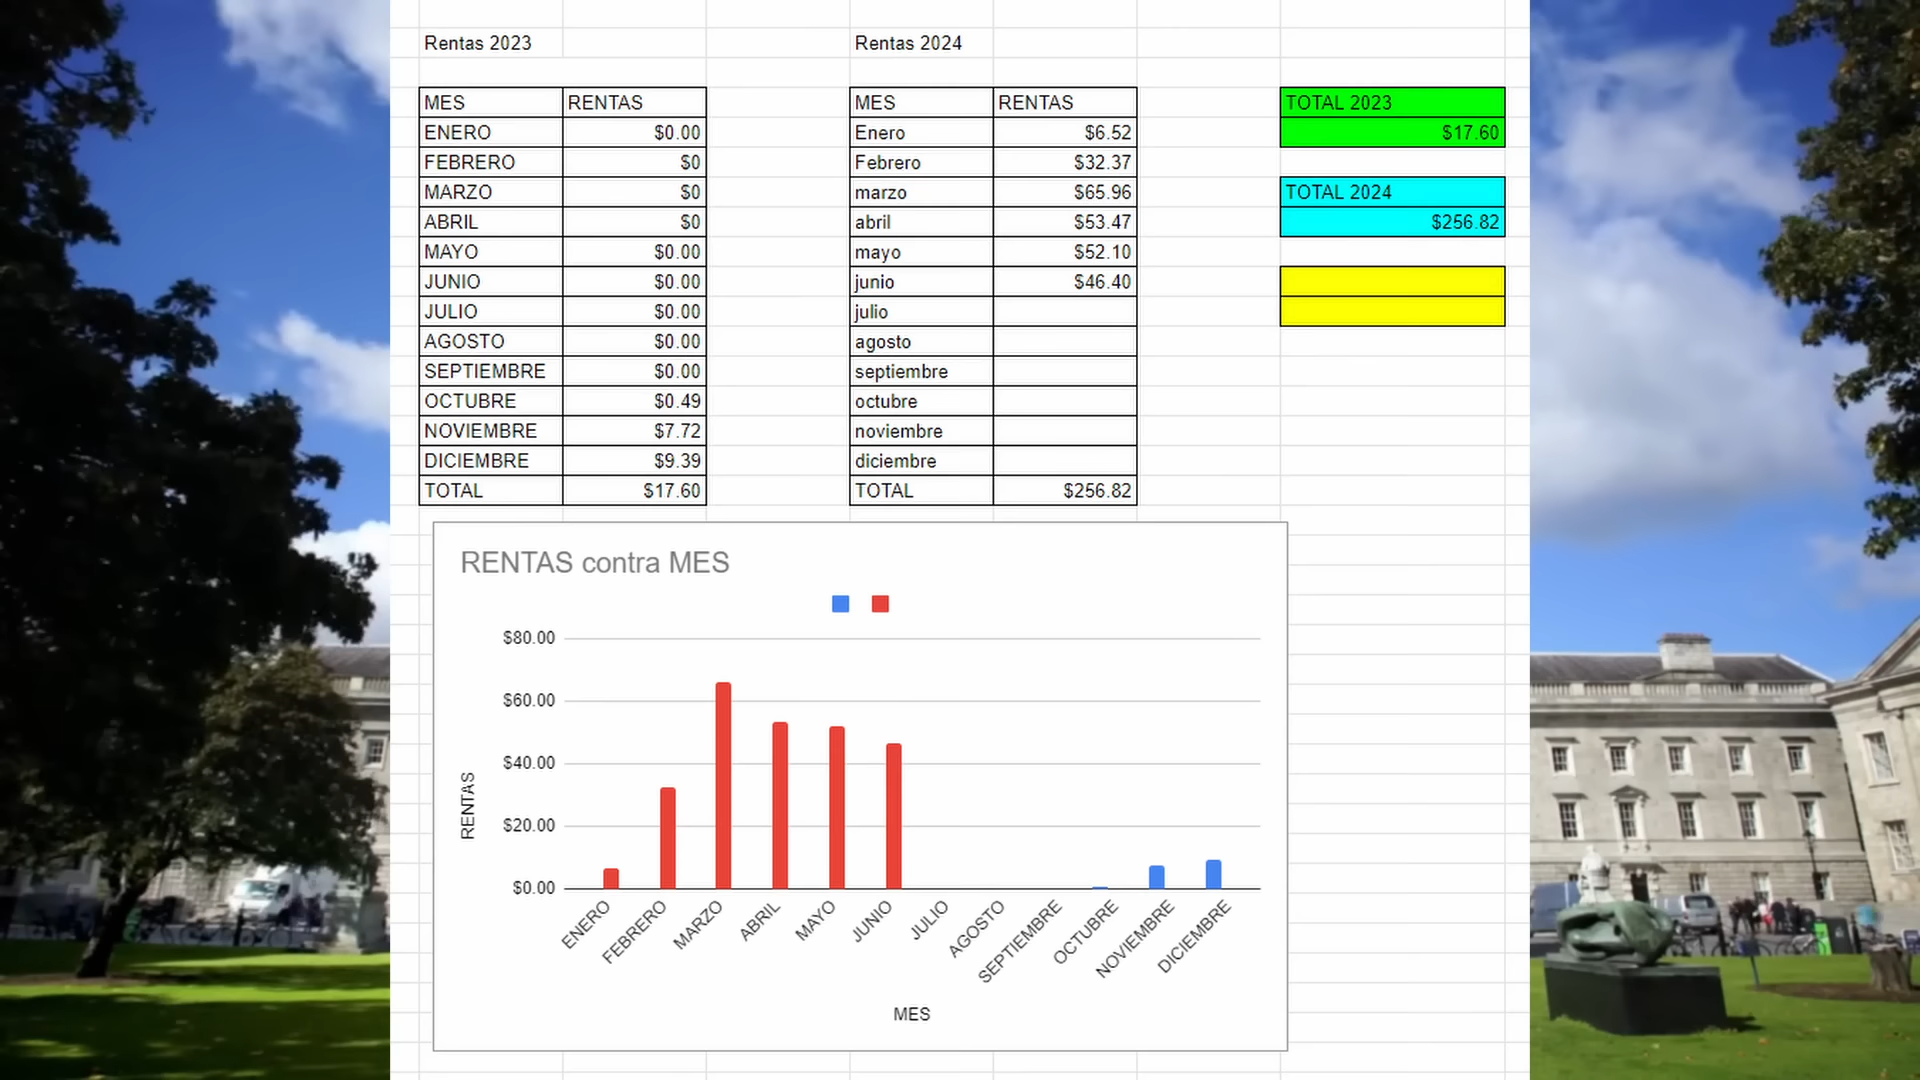 Rentas 2023
Rentas 2024
MES RENTAS
ENERO $0.00
FEBRERO $0
MARZO $0
ABRIL $0
MAYO $0.00
JUNIO $0.00
JULIO $0.00
AGOSTO $0.00
SEPTIEMBRE $0.00
OCTUBRE $0.49
NOVIEMBRE $7.72
DICIEMBRE $9.39
TOTAL $17.60
MES RENTAS
Enero $6.52
Febrero $32.37
marzo $65.96
abril $53.47
mayo $52.10
junio $46.40
julio
agosto
septiembre
octubre
noviembre
diciembre
TOTAL $256.82
TOTAL 2023
$17.60
TOTAL 2024
$256.82
RENTAS contra MES
$80.00
$60.00
$40.00
$20.00
$0.00
RENTAS
ENERO
FEBRERO
MARZO
ABRIL
MAYO
JUNIO
JULIO
AGOSTO
SEPTIEMBRE
OCTUBRE
NOVIEMBRE
DICIEMBRE
MES